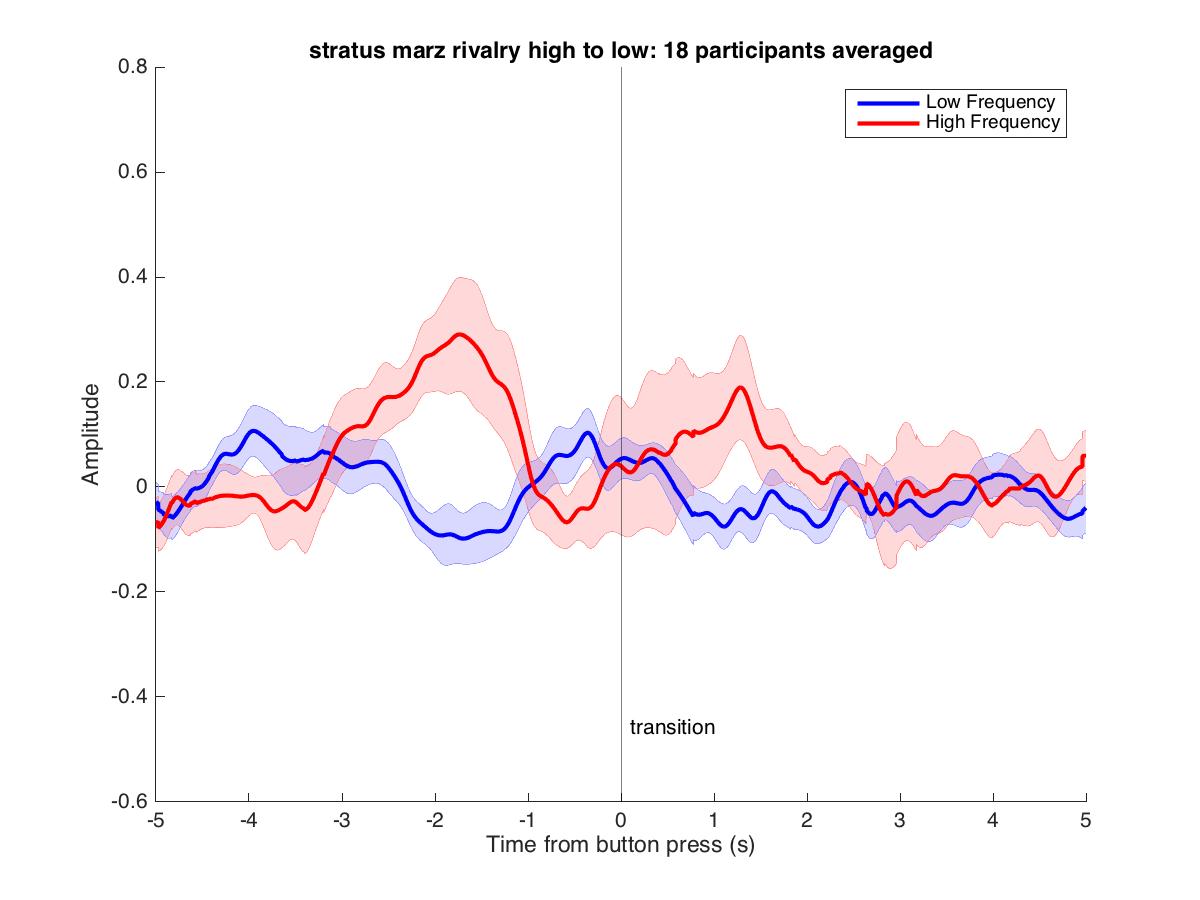 stratus marz rivalry high to low: 18 participants averaged
Low Frequency
High Frequency
0.8
0.6
0.4
0.2
0
-0.2
-0.4
-0.6
Amplitude
transition
-5 -4 -3 -2 -1 0 1 2 3 4 5
Time from button press (s)